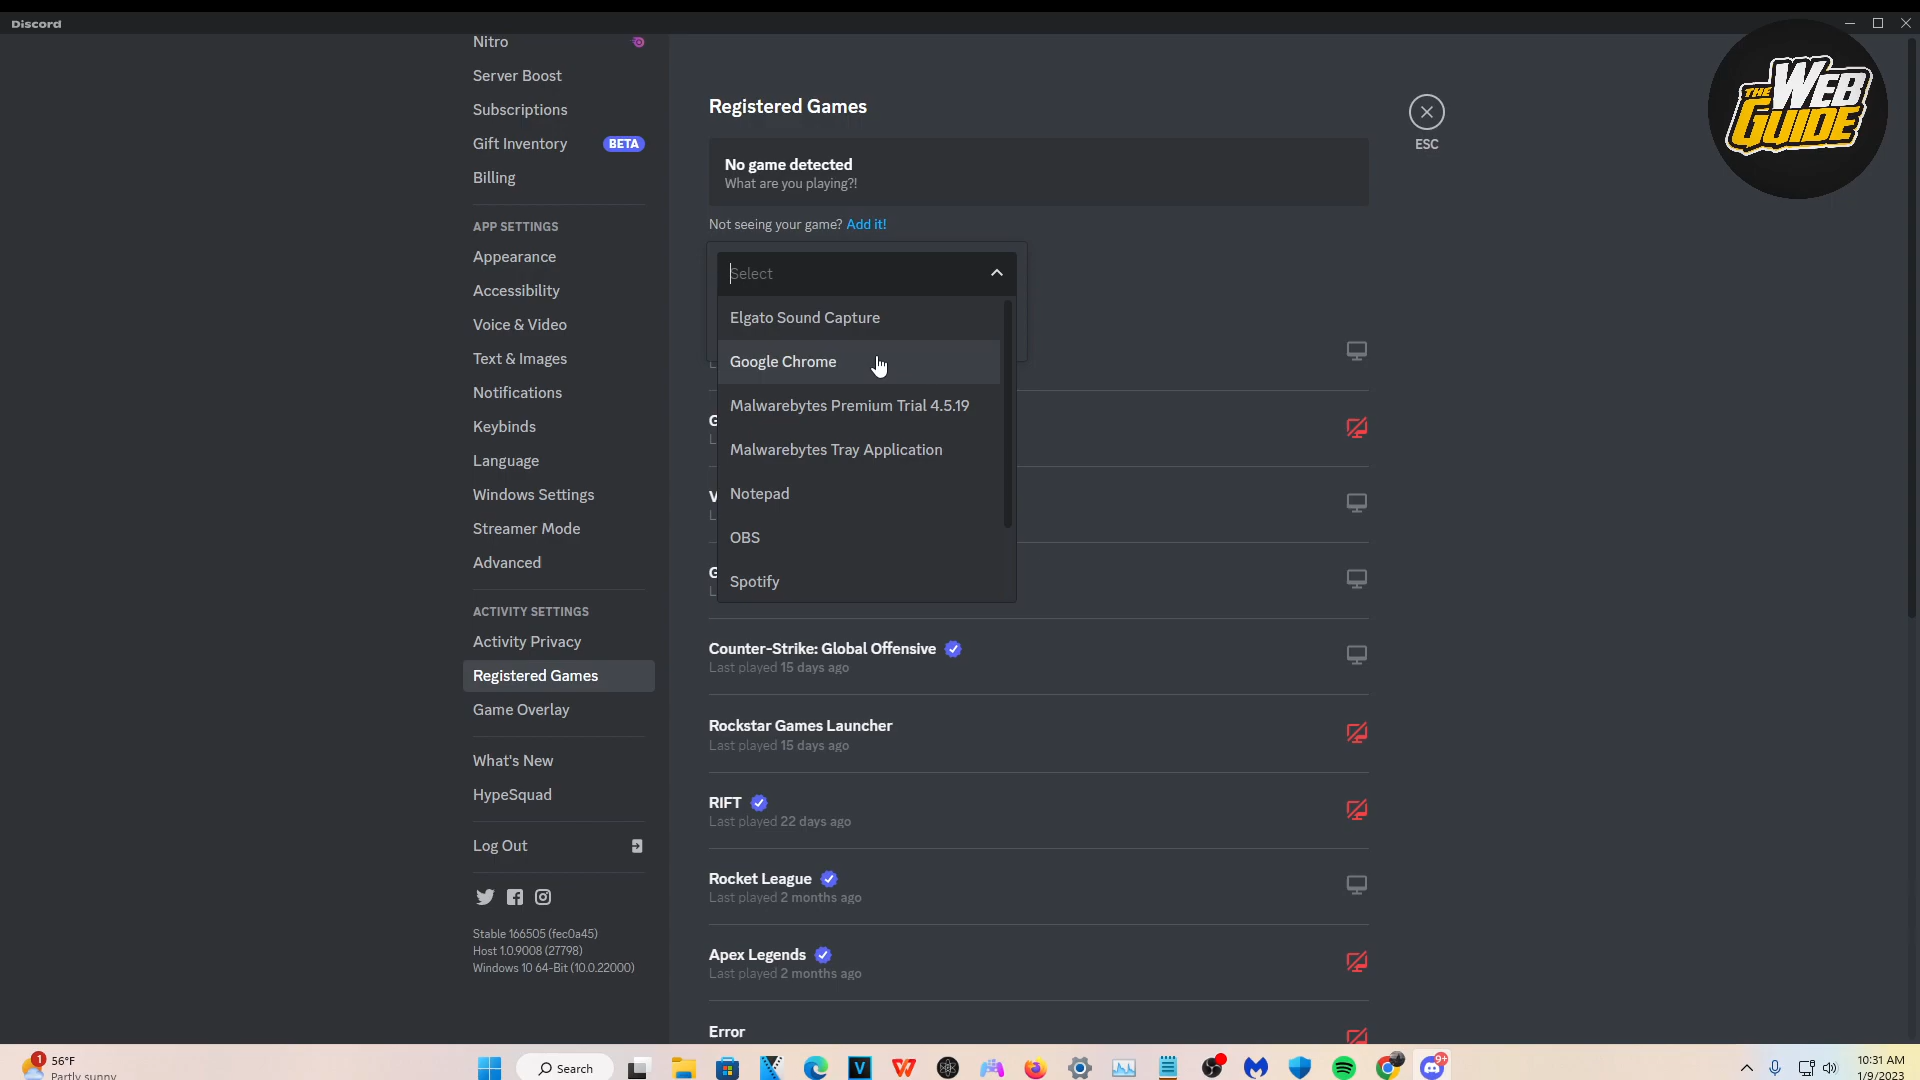 Discord
THE
WEB
GUIDE
Nitro
Server Boost
Subscriptions
Gift Inventory BETA
Billing
APP SETTINGS
Appearance
Accessibility
Voice & Video
Text & Images
Notifications
Keybinds
Language
Windows Settings
Streamer Mode
Advanced
ACTIVITY SETTINGS
Activity Privacy
Registered Games
Game Overlay
What's New
HypeSquad
Log Out
Stable 166505 (fec0a45)
Host 1.0.9008 (27798)
Windows 10 64-Bit (10.0.22000)
Registered Games
ESC
No game detected
What are you playing?!
Not seeing your game? Add it!
Select
Elgato Sound Capture
Google Chrome
Malwarebytes Premium Trial 4.5.19
Malwarebytes Tray Application
Notepad
OBS
Spotify
Counter-Strike: Global Offensive
Last played 15 days ago
Rockstar Games Launcher
Last played 15 days ago
RIFT
Last played 22 days ago
Rocket League
Last played 2 months ago
Apex Legends
Last played 2 months ago
Error
1
56°F
Partly sunny
Search
9+
10:31 AM
1/9/2023